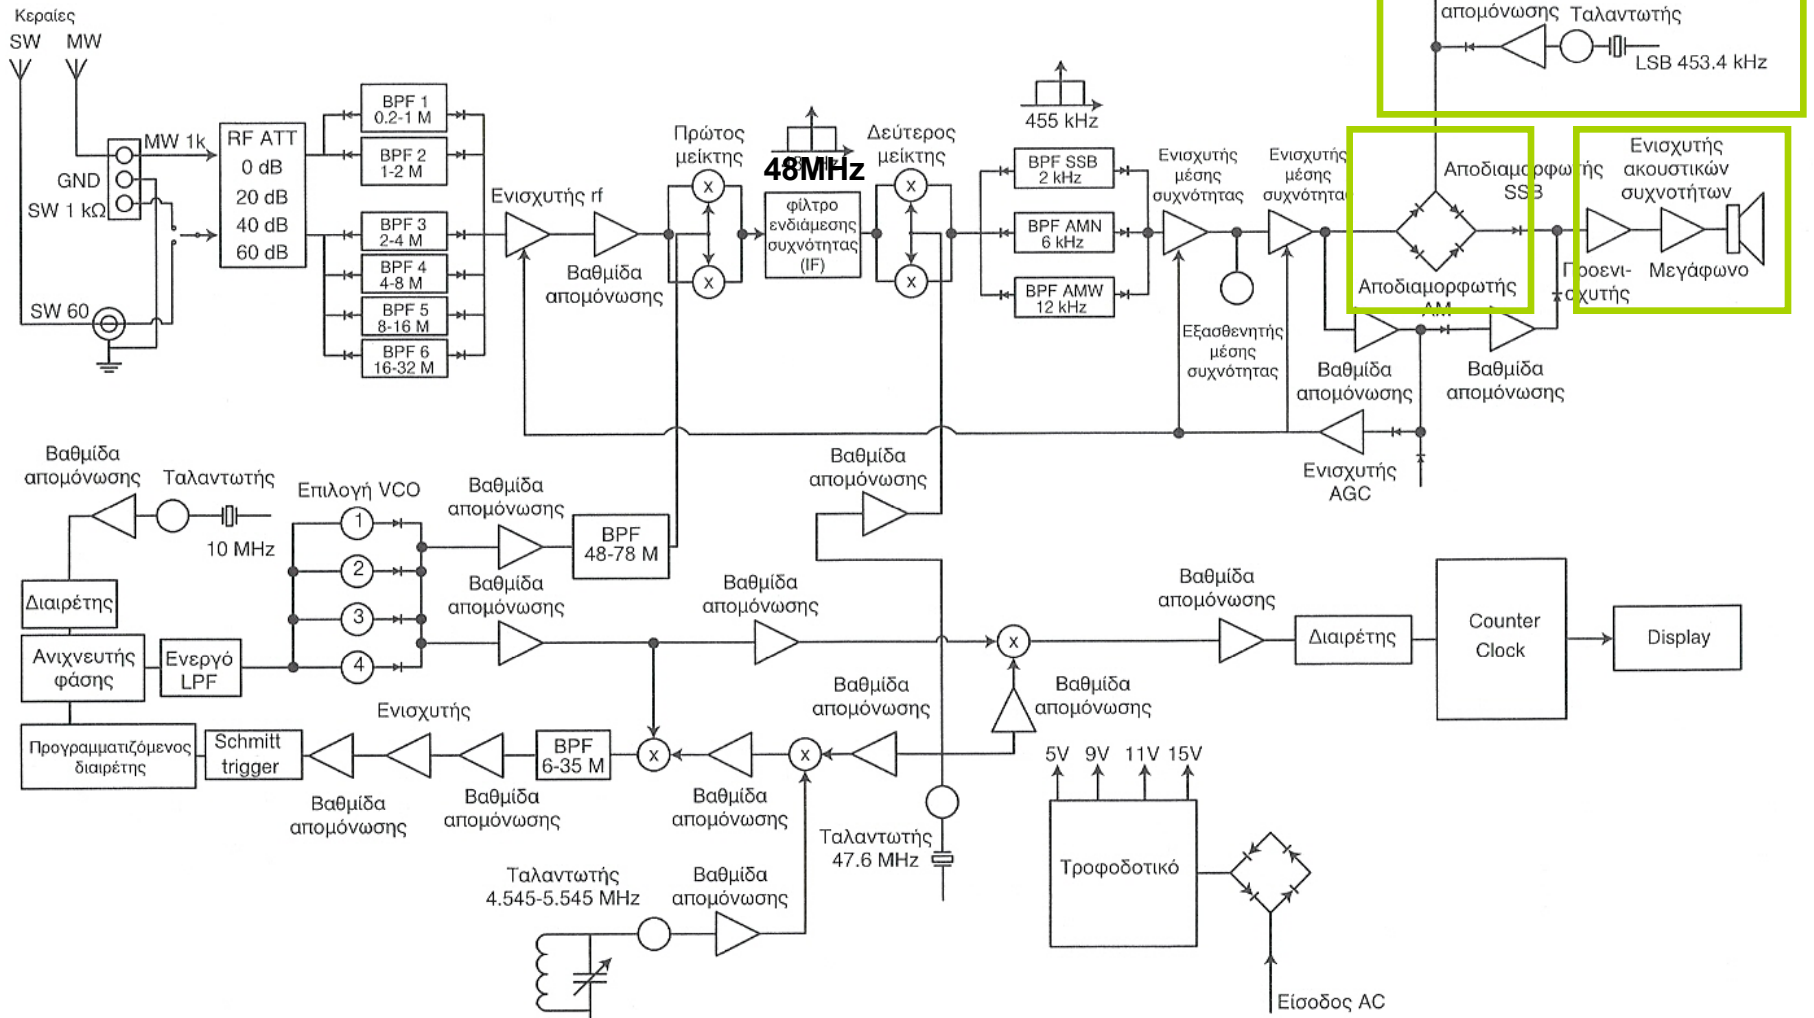 Κεραίες
SW MW
MW 1k
GND
SW 1 kΩ
SW 60
RF ATT
0 dB
20 dB
40 dB
60 dB
BPF 1
0.2-1 M
BPF 2
1-2 M
BPF 3
2-4 M
BPF 4
4-8 M
BPF 5
8-16 M
BPF 6
16-32 M
Ενισχυτής rf
Βαθμίδα
απομόνωσης
Πρώτος
μείκτης
x
x
48MHz
φίλτρο
ενδιάμεσης
συχνότητας
(IF)
Δεύτερος
μείκτης
x
x
455 kHz
BPF SSB
2 kHz
BPF AMN
6 kHz
BPF AMW
12 kHz
Ενισχυτής
μέσης
συχνότητας
Εξασθενητής
μέσης
συχνότητας
Ενισχυτής
μέσης
συχνότητας
απομόνωσης Ταλαντωτής
LSB 453.4 kHz
Αποδιαμορφωτής
SSB
Αποδιαμορφωτής
AM
Ενισχυτής
ακουστικών
συχνοτήτων
Προενι-
σχυτής
Μεγάφωνο
Βαθμίδα
απομόνωσης
Βαθμίδα
απομόνωσης
Ενισχυτής
AGC
Βαθμίδα
απομόνωσης
Ταλαντωτής
10 MHz
Επιλογή VCO
1
2
3
4
Βαθμίδα
απομόνωσης
BPF
48-78 M
Βαθμίδα
απομόνωσης
Βαθμίδα
απομόνωσης
Βαθμίδα
απομόνωσης
Διαιρέτης
Ανιχνευτής
φάσης
Ενεργό
LPF
Προγραμματιζόμενος
διαιρέτης
Schmitt
trigger
Ενισχυτής
Βαθμίδα
απομόνωσης
Βαθμίδα
απομόνωσης
BPF
6-35 M
x
Βαθμίδα
απομόνωσης
x
Βαθμίδα
απομόνωσης
x
Βαθμίδα
απομόνωσης
Βαθμίδα
απομόνωσης
Διαιρέτης
Counter
Clock
Display
Ταλαντωτής
47.6 MHz
Ταλαντωτής
4.545-5.545 MHz
Βαθμίδα
απομόνωσης
5V 9V 11V 15V
Τροφοδοτικό
Είσοδος AC